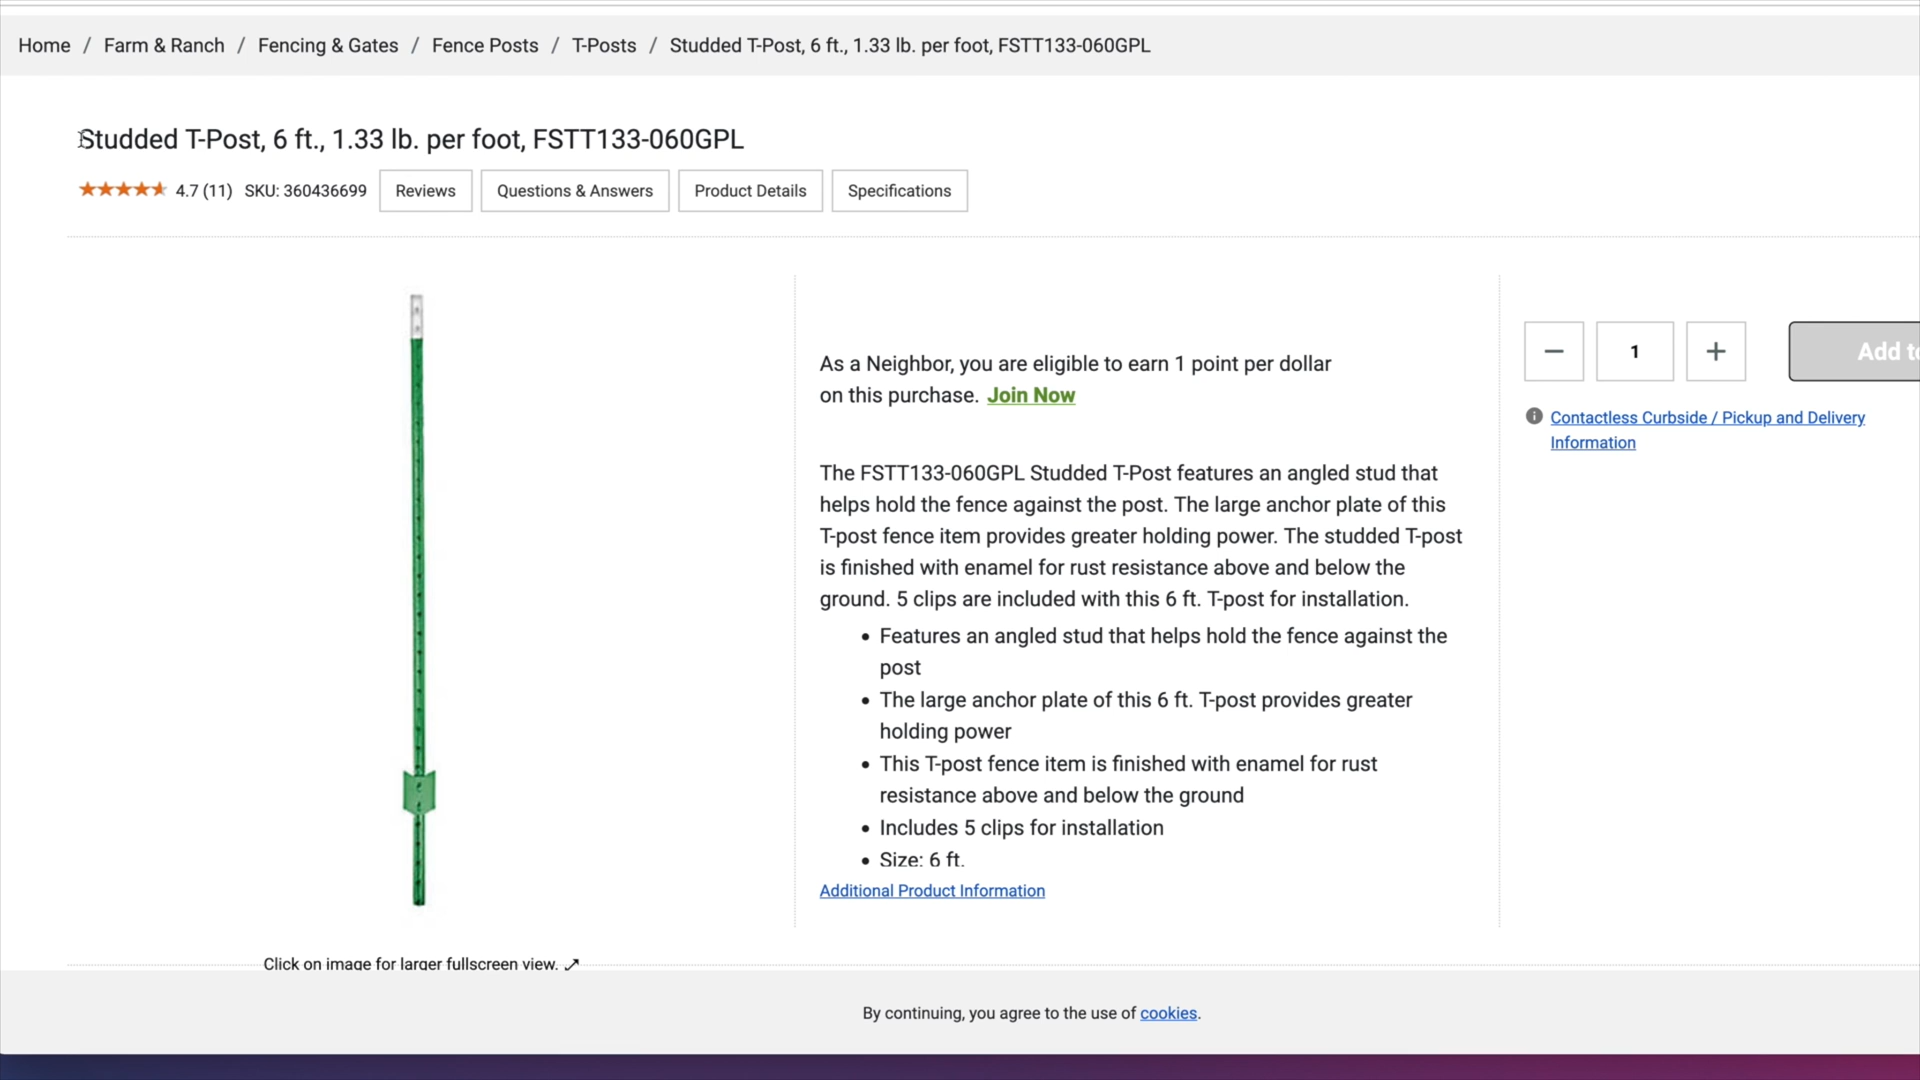 Home / Farm & Ranch / Fencing & Gates / Fence Posts / T-Posts / Studded T-Post, 6 ft., 1.33 lb. per foot, FSTT133-060GPL
Studded T-Post, 6 ft., 1.33 lb. per foot, FSTT133-060GPL
4.7 (11) SKU: 360436699 Reviews Questions & Answers Product Details Specifications
As a Neighbor, you are eligible to earn 1 point per dollar
on this purchase. Join Now
The FSTT133-060GPL Studded T-Post features an angled stud that
helps hold the fence against the post. The large anchor plate of this
T-post fence item provides greater holding power. The studded T-post
is finished with enamel for rust resistance above and below the
ground. 5 clips are included with this 6 ft. T-post for installation.
• Features an angled stud that helps hold the fence against the
post
• The large anchor plate of this 6 ft. T-post provides greater
holding power
• This T-post fence item is finished with enamel for rust
resistance above and below the ground
• Includes 5 clips for installation
• Size: 6 ft.
Additional Product Information
− 1 + Add to
Contactless Curbside / Pickup and Delivery
Information
Click on image for larger fullscreen view.
By continuing, you agree to the use of cookies.